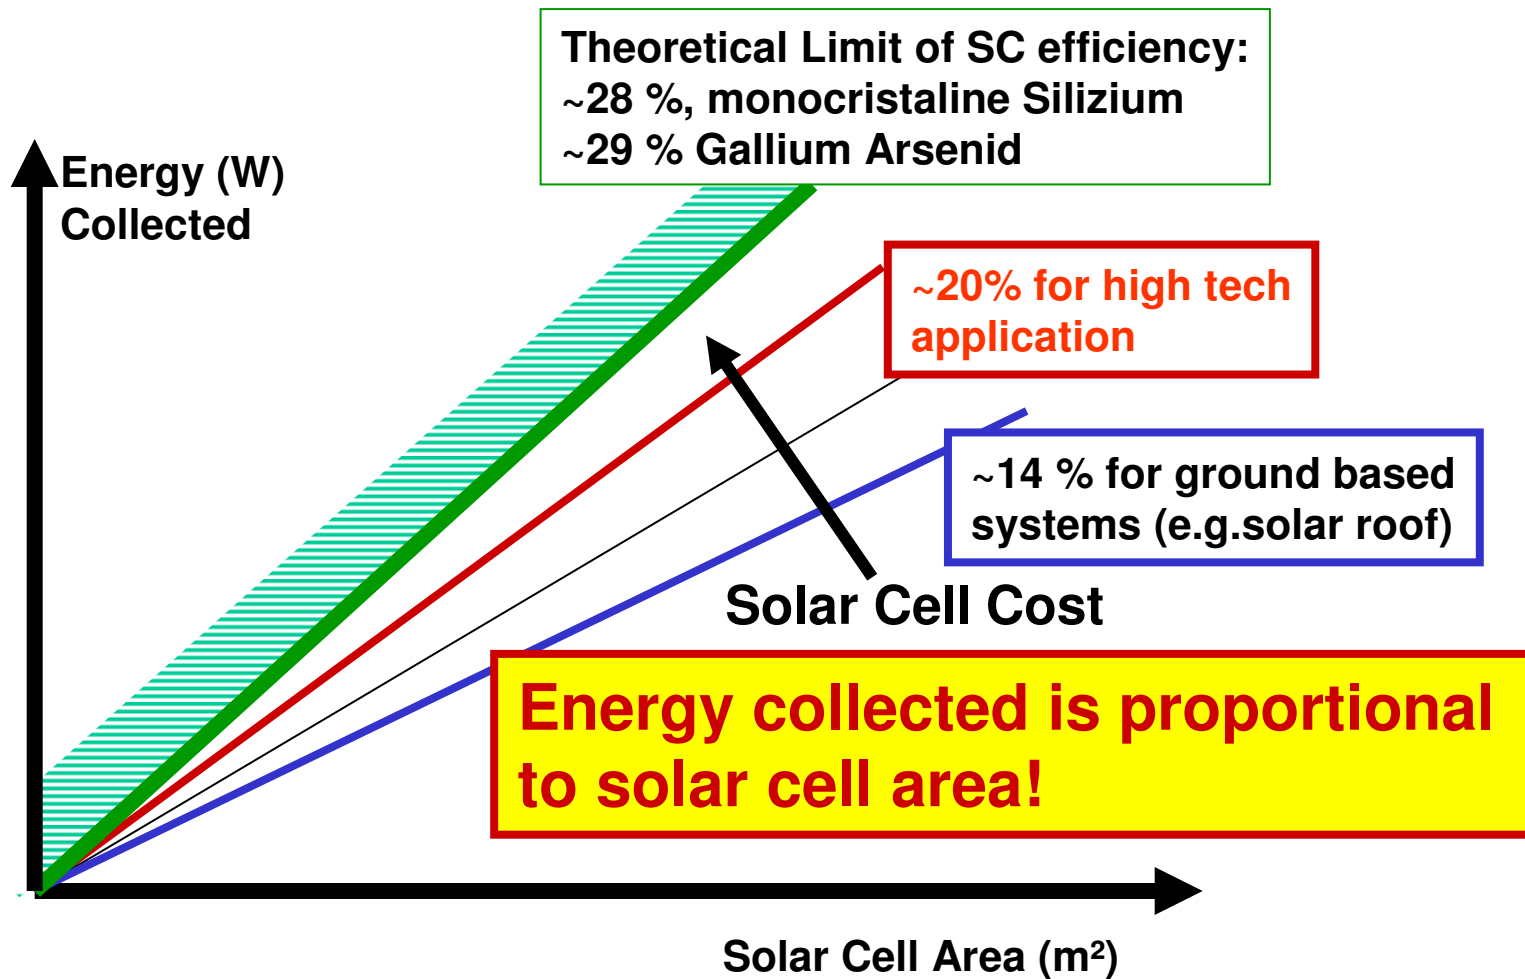 Theoretical Limit of SC efficiency:
~28 %, monocristaline Silizium
~29 % Gallium Arsenid
Energy (W)
Collected
~20% for high tech
application
~14 % for ground based
systems (e.g.solar roof)
Solar Cell Cost
Energy collected is proportional
to solar cell area!
Solar Cell Area (m²)